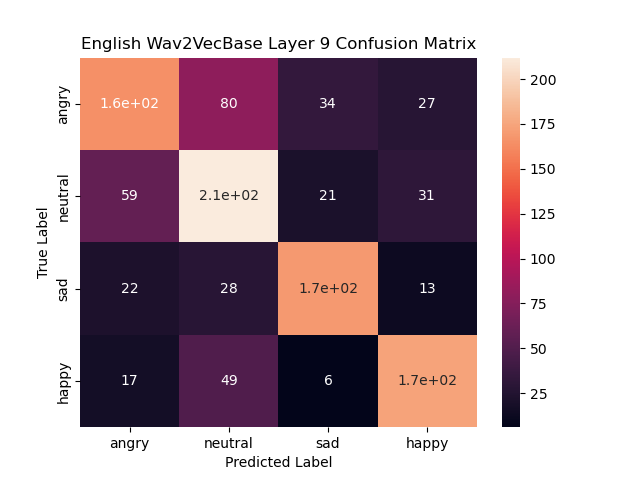 English Wav2VecBase Layer 9 Confusion Matrix
True Label
angry 1.6e+02 80 34 27
neutral 59 2.1e+02 21 31
sad 22 28 1.7e+02 13
happy 17 49 6 1.7e+02
angry neutral sad happy
Predicted Label
200
175
150
125
100
75
50
25